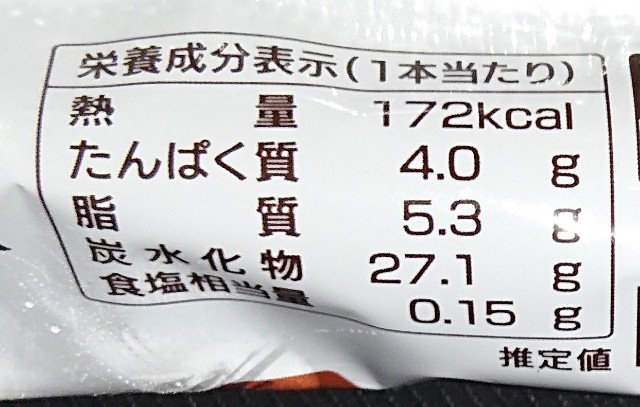 栄養成分表示(1本当たり)
熱量 172kcal
たんぱく質 4.0 g
脂質 5.3 g
炭水化物 27.1 g
食塩相当量 0.15 g
推定値